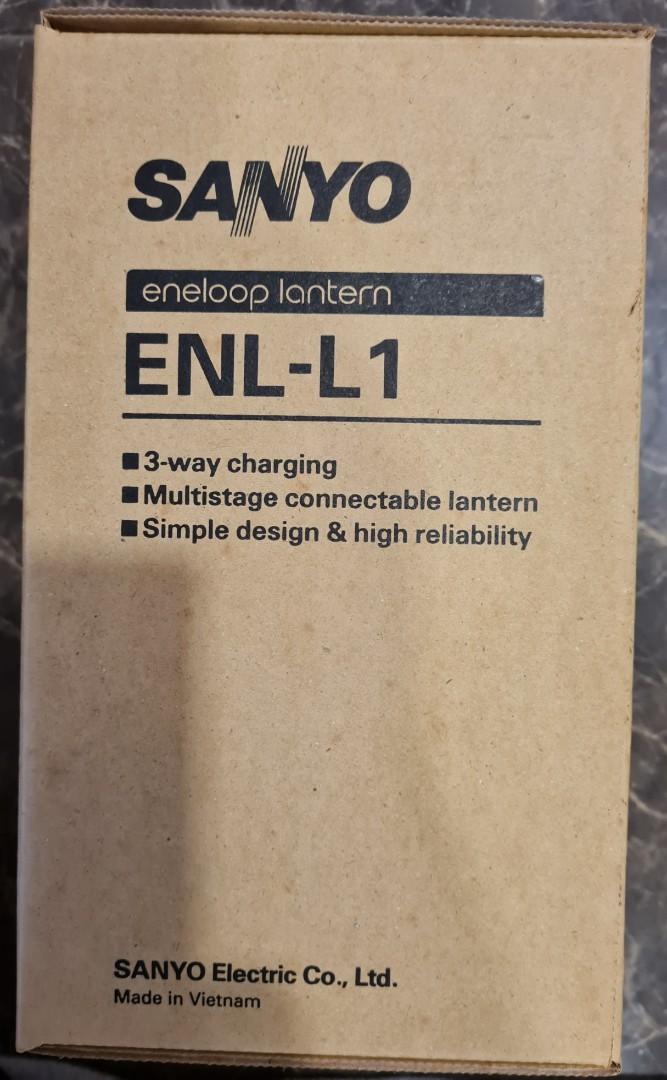 SANYO
eneloop lantern
ENL-L1
■ 3-way charging
■ Multistage connectable lantern
■ Simple design & high reliability
SANYO Electric Co., Ltd.
Made in Vietnam